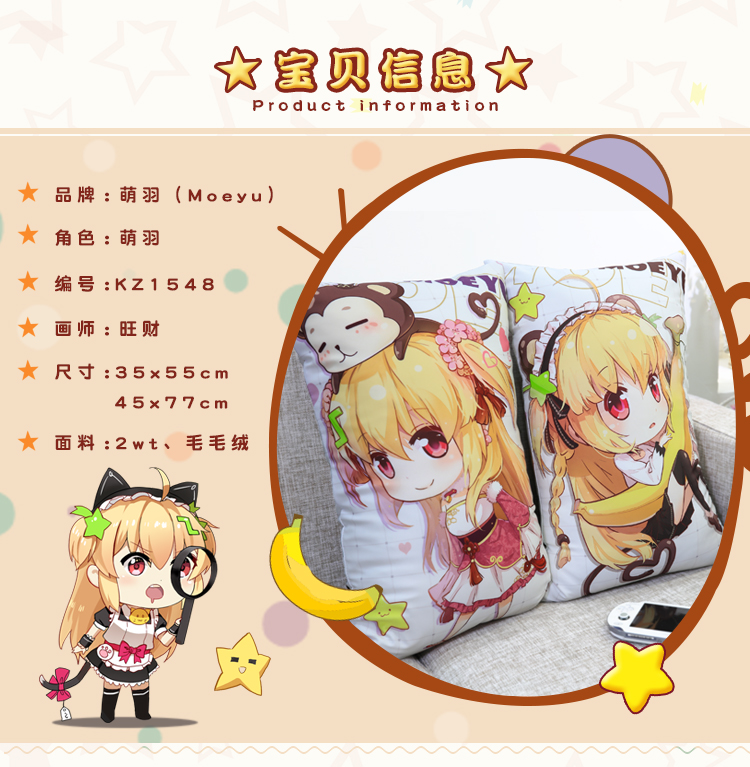 宝贝信息
Product information
品牌:萌羽（Moeyu）
角色:萌羽
编号:KZ1548
画师:旺财
尺寸:35x55cm
45x77cm
面料:2wt、毛毛绒